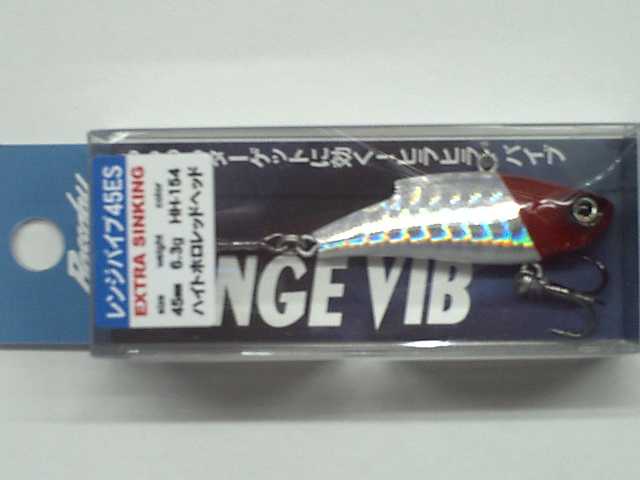 ターゲットに効く！ヒラヒラバイブ
NGE VIB
レンジバイブ45ES
EXTRA SINKING
size weight color
45mm 6.3g HH-154
ハイトホロレッドヘッド